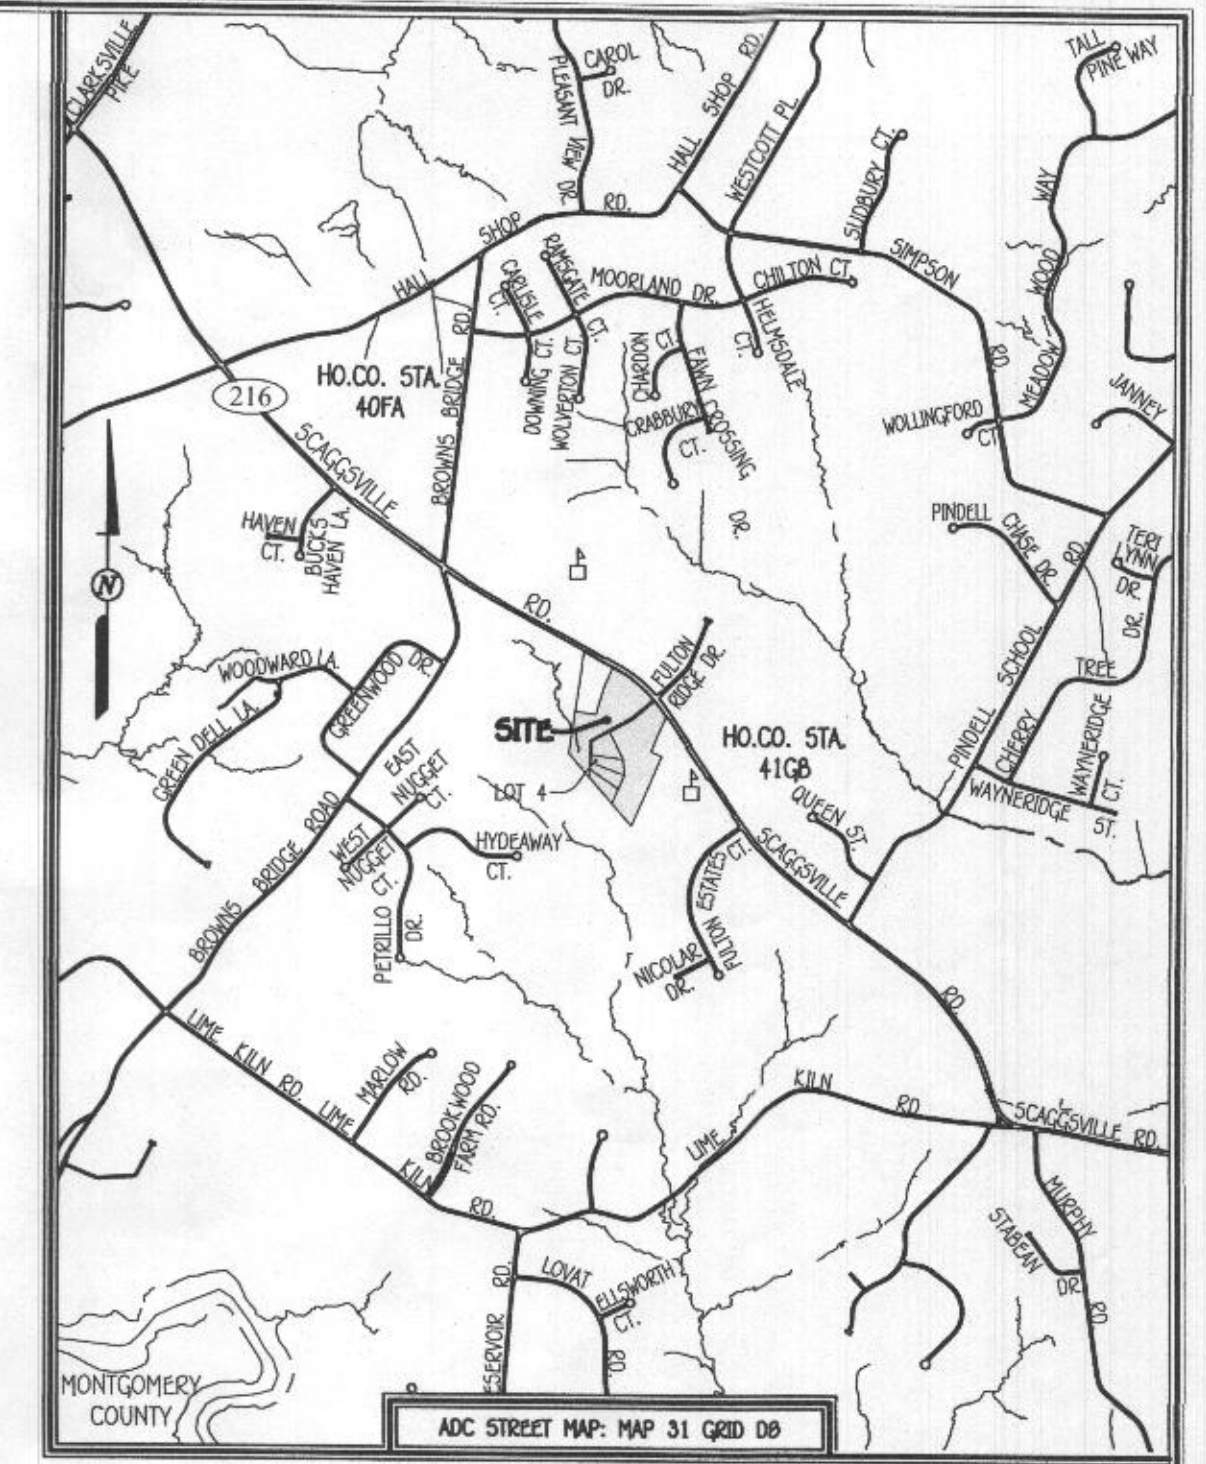 CLARKSVILLE
PIKE
PLEASANT VIEW DR.
CAROL
DR.
HALL SHOP RD.
WESTCOTT PL.
TALL
PINE WAY
SUDBURY CT.
HALL SHOP RD.
SIMPSON
RD.
MEADOW WOOD WAY
CARLISLE
CT.
RAMSGATE
CT.
MOORLAND DR.
CHILTON CT.
HELMSDALE
CT.
216
HO.CO. STA.
40FA
BROWNS BRIDGE RD.
DOWNING CT.
WOLVERTON CT.
CHARDON
CT.
FAWN CROSSING
DR.
CRABBURY
CT.
WOLLINGFORD
CT.
JANNEY
SCAGGSVILLE
RD.
HAVEN
CT.
BUCKS
HAVEN LA.
N
PINDELL
CHASE DR.
TERI
LYNN
DR.
PINDELL SCHOOL RD.
WOODWARD LA.
GREENWOOD DR.
GREEN DELL LA.
FULTON
RIDGE DR.
SITE
LOT 4
HO.CO. STA.
41GB
CHERRY TREE DR.
WAYNERIDGE
CT.
WAYNERIDGE
ST.
EAST
NUGGET
CT.
WEST
NUGGET
CT.
HYDEAWAY
CT.
PETRILLO
DR.
BROWNS BRIDGE ROAD
QUEEN ST.
SCAGGSVILLE
RD.
FULTON ESTATES CT.
NICOLAR
DR.
LIME KILN RD.
LIME KILN RD.
MARLOW
RD.
BROOKWOOD
FARM RD.
LIME KILN RD
SCAGGSVILLE RD.
MURPHY
RD
STABEAN
DR.
LOVAT
RD.
ELLSWORTH
CT.
ESERVOIR RD.
MONTGOMERY
COUNTY
ADC STREET MAP: MAP 31 GRID D8